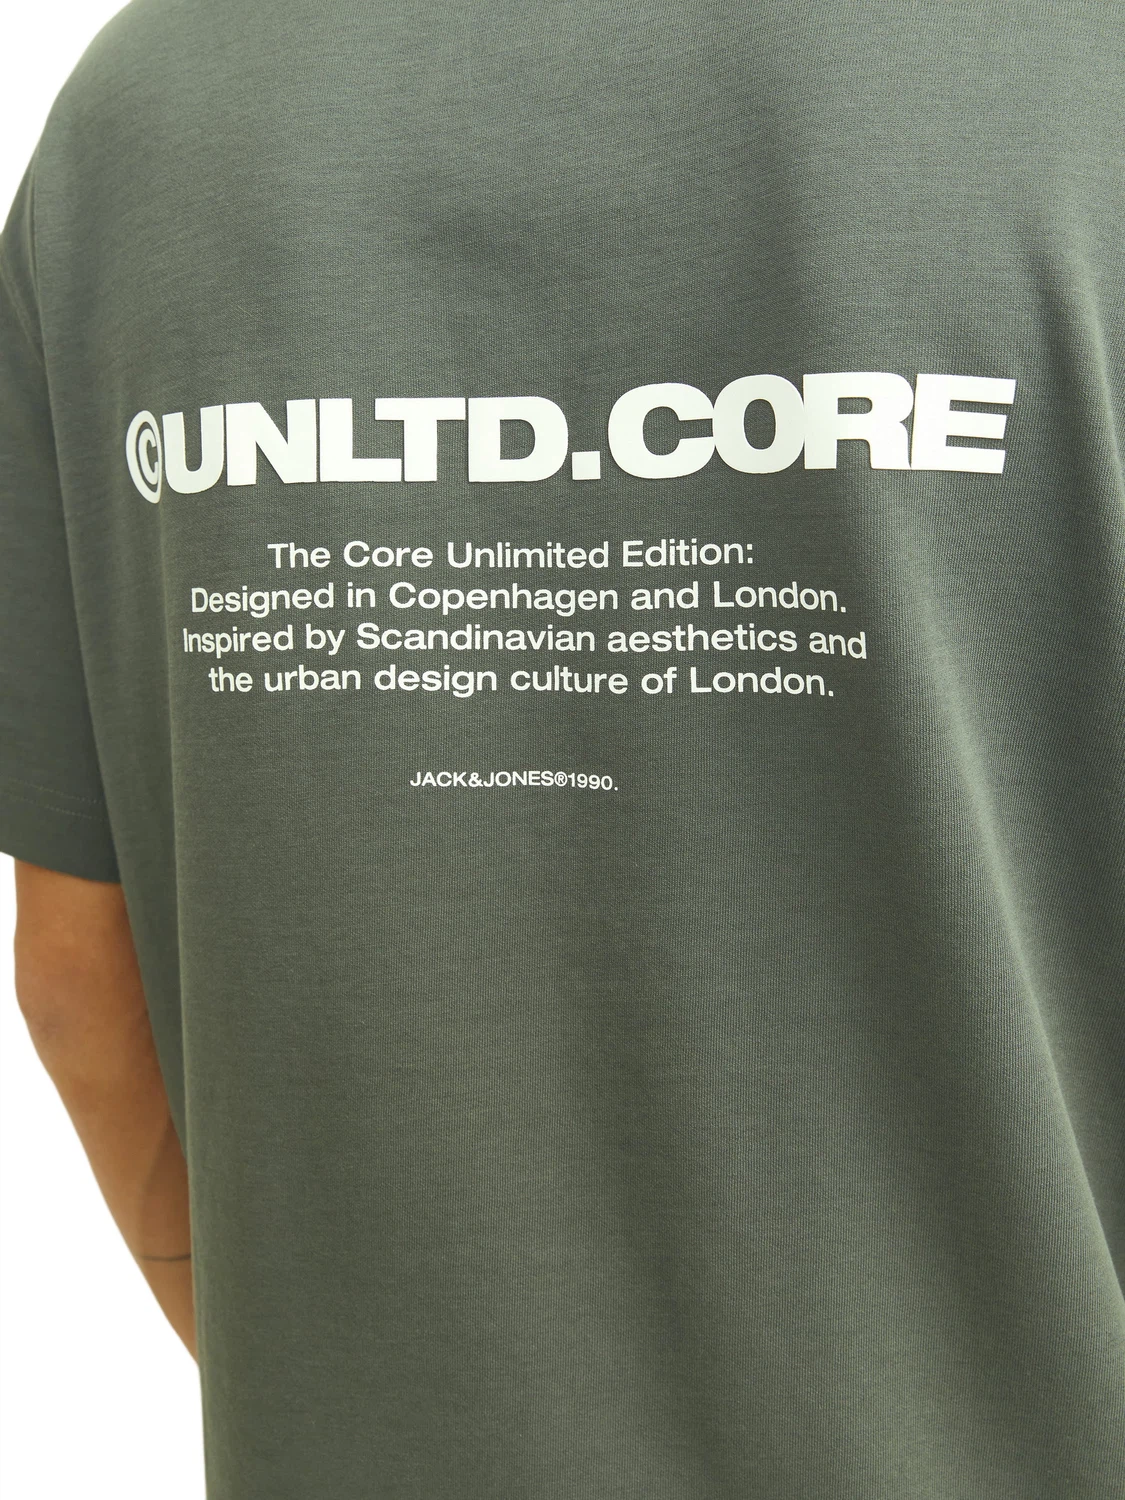 ©UNLTD.CORE
The Core Unlimited Edition:
Designed in Copenhagen and London.
Inspired by Scandinavian aesthetics and
the urban design culture of London.
JACK&JONES®1990.